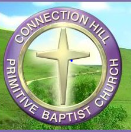 CONNECTION HILL
PRIMITIVE BAPTIST CHURCH